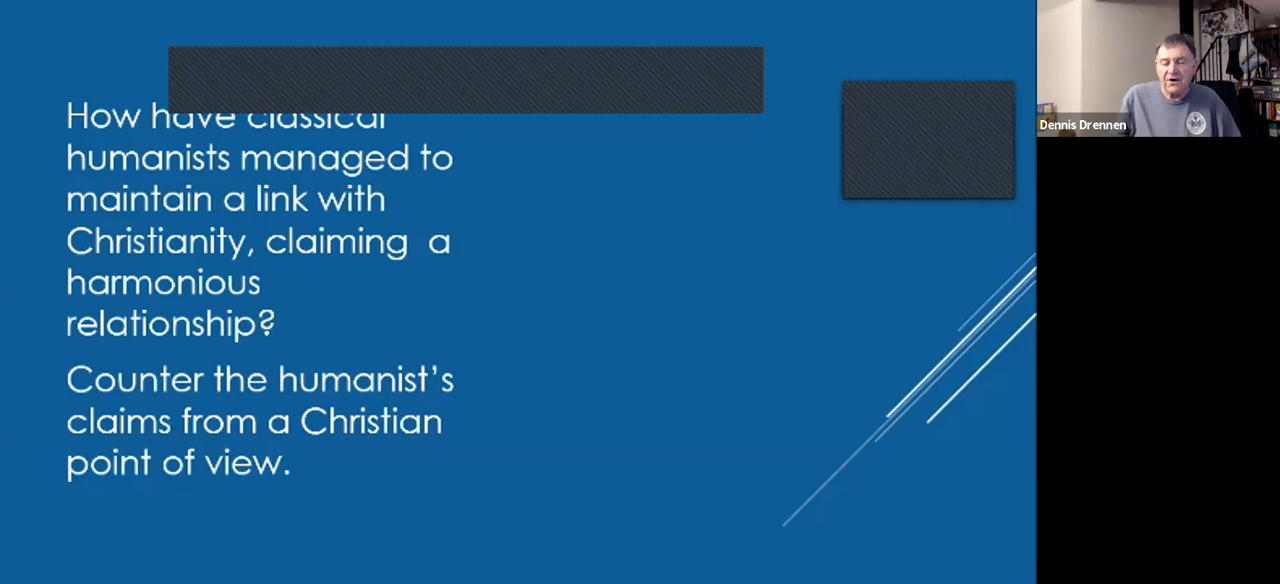 How have classical
humanists managed to
maintain a link with
Christianity, claiming a
harmonious
relationship?
Counter the humanist's
claims from a Christian
point of view.
Dennis Drennen